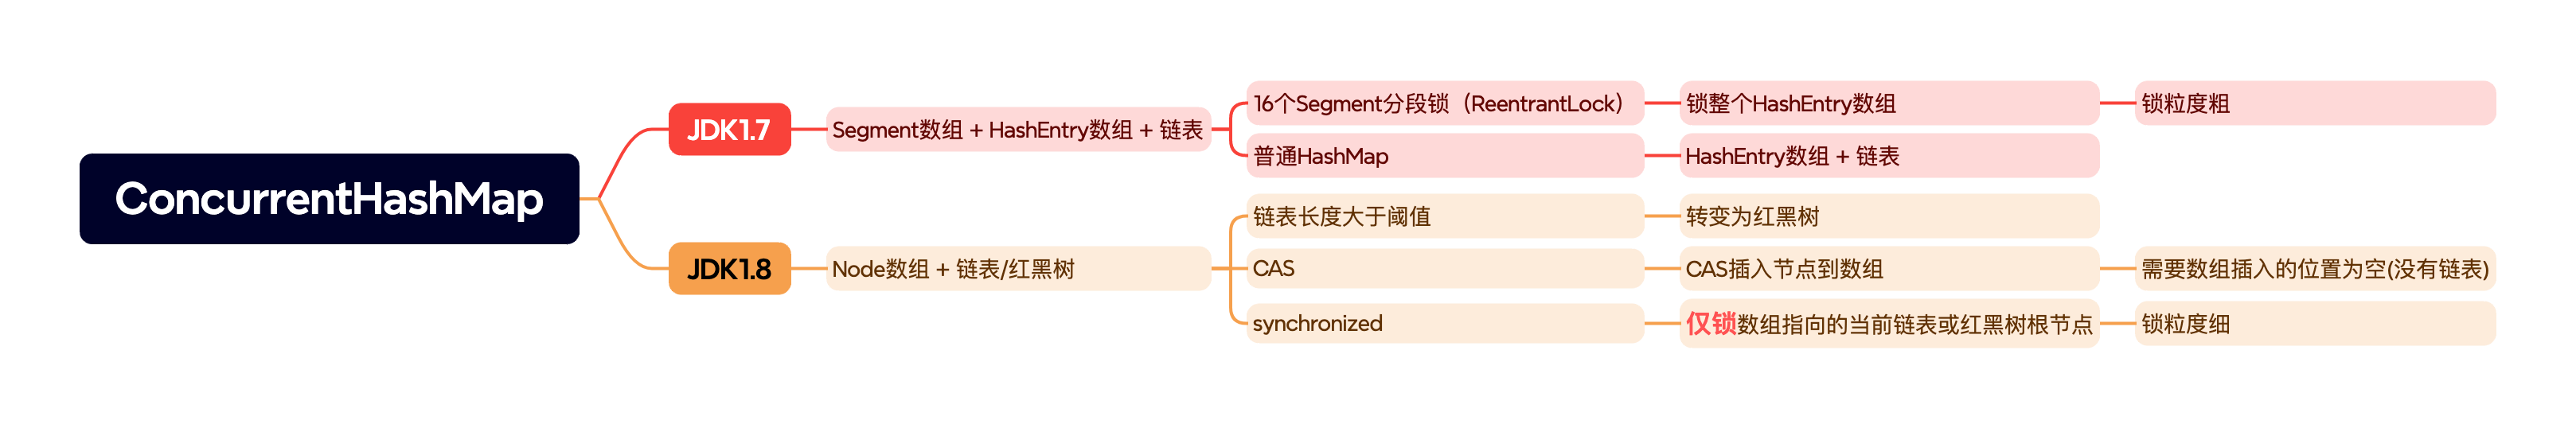 ConcurrentHashMap
JDK1.7
Segment数组 + HashEntry数组 + 链表
16个Segment分段锁（ReentrantLock）
锁整个HashEntry数组
锁粒度粗
普通HashMap
HashEntry数组 + 链表
JDK1.8
Node数组 + 链表/红黑树
链表长度大于阈值
转变为红黑树
CAS
CAS插入节点到数组
需要数组插入的位置为空(没有链表)
synchronized
仅锁数组指向的当前链表或红黑树根节点
锁粒度细